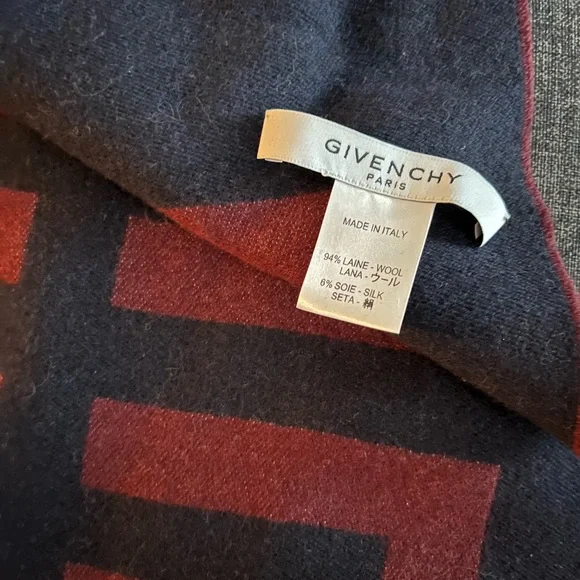 GIVENCHY
PARIS
MADE IN ITALY
94% LAINE - WOOL
LANA - ウール
6% SOIE - SILK
SETA - 絹